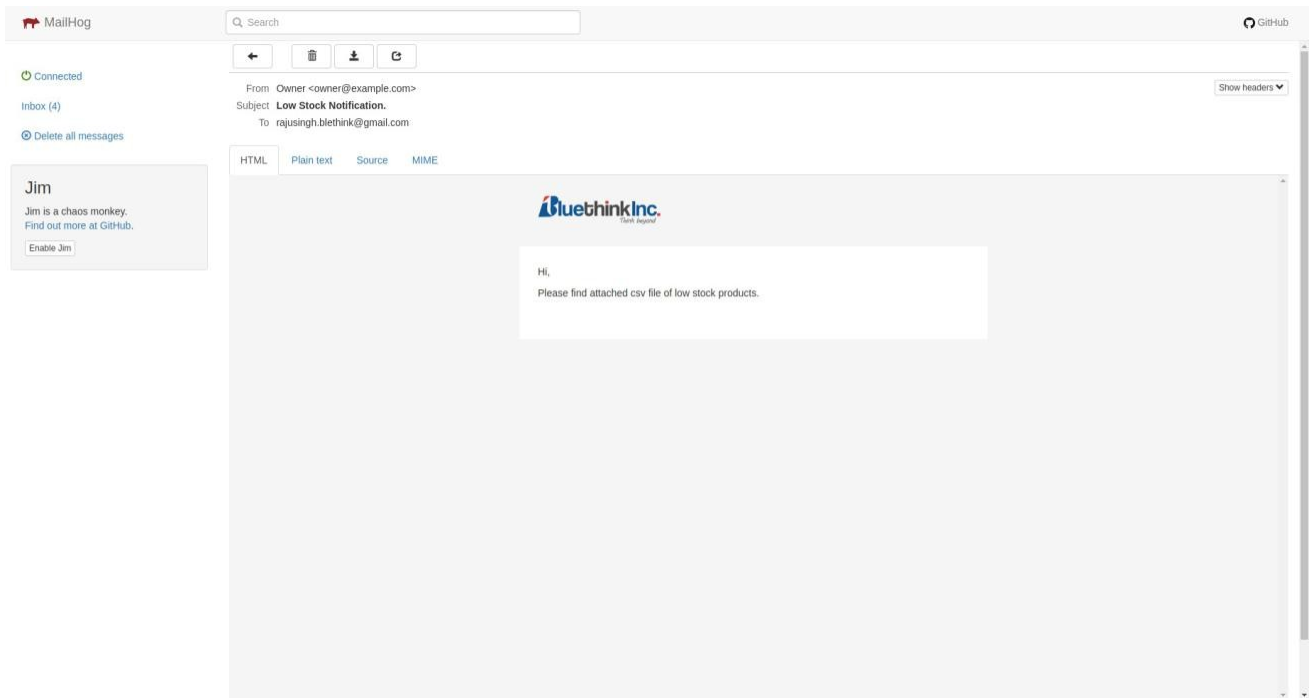 MailHog
Search
GitHub
Connected
Inbox (4)
Delete all messages
Jim
Jim is a chaos monkey.
Find out more at GitHub.
Enable Jim
From Owner <owner@example.com>
Show headers
Subject Low Stock Notification.
To rajusingh.blethink@gmail.com
HTML Plain text Source MIME
BluethinkInc.
Think beyond
Hi,
Please find attached csv file of low stock products.